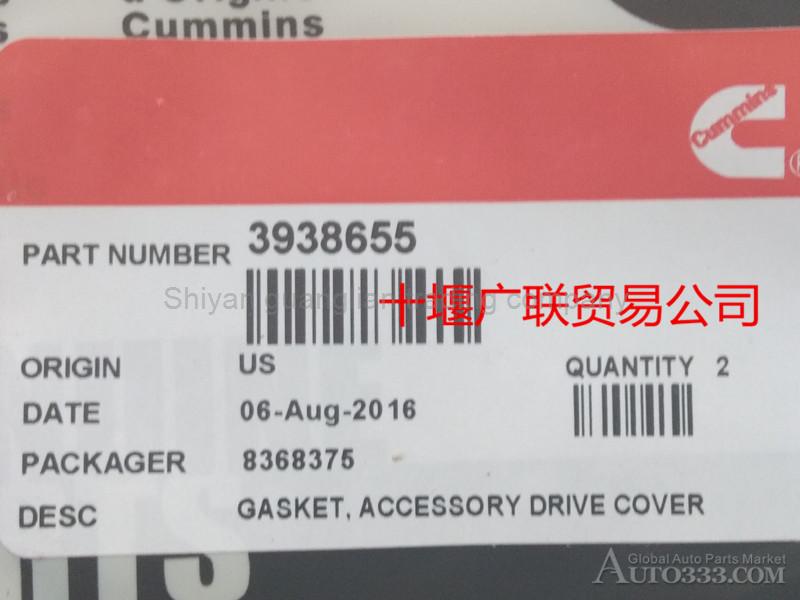 & Origin
Cummins
Cummins
PART NUMBER 3938655
Shiyan guang lian trading company
十堰广联贸易公司
ORIGIN US QUANTITY 2
DATE 06-Aug-2016
PACKAGER 8368375
DESC GASKET, ACCESSORY DRIVE COVER
Global Auto Parts Market
AUTO333.COM